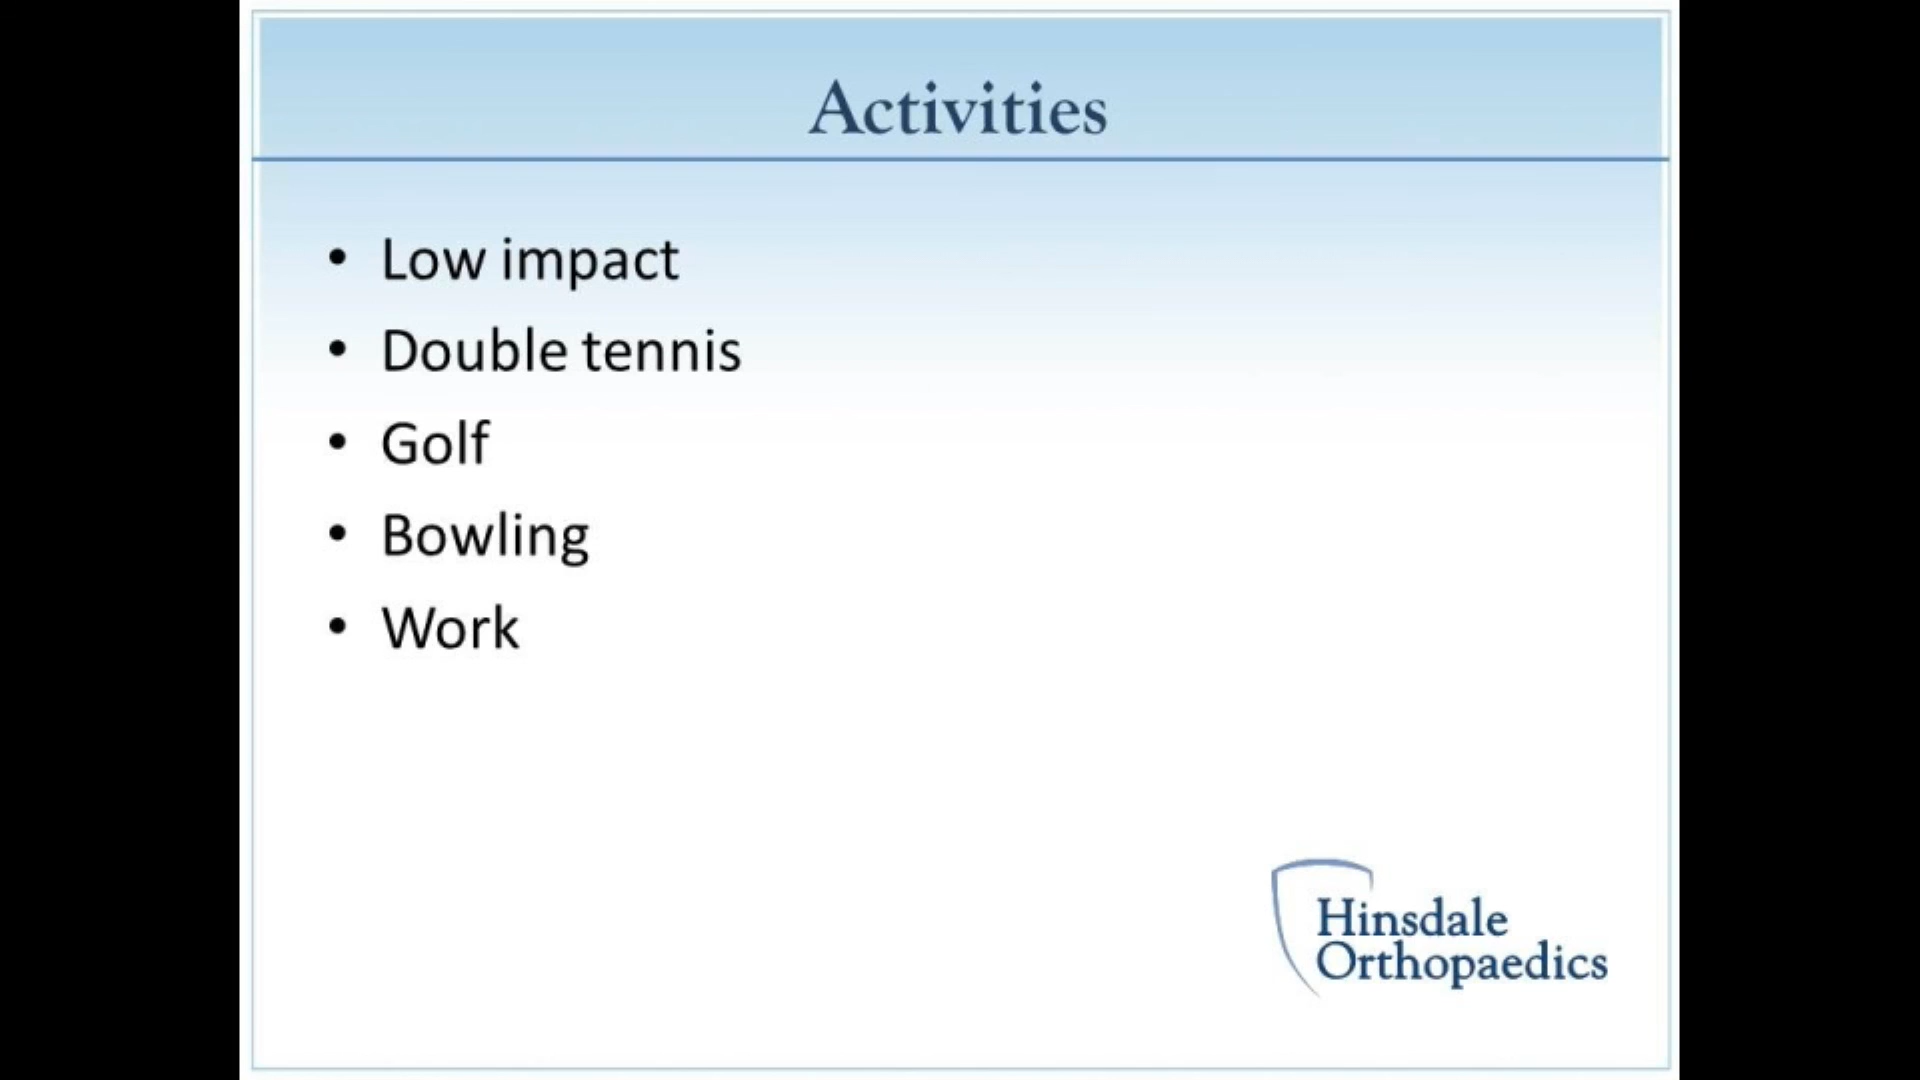 Activities
• Low impact
• Double tennis
• Golf
• Bowling
• Work
Hinsdale
Orthopaedics